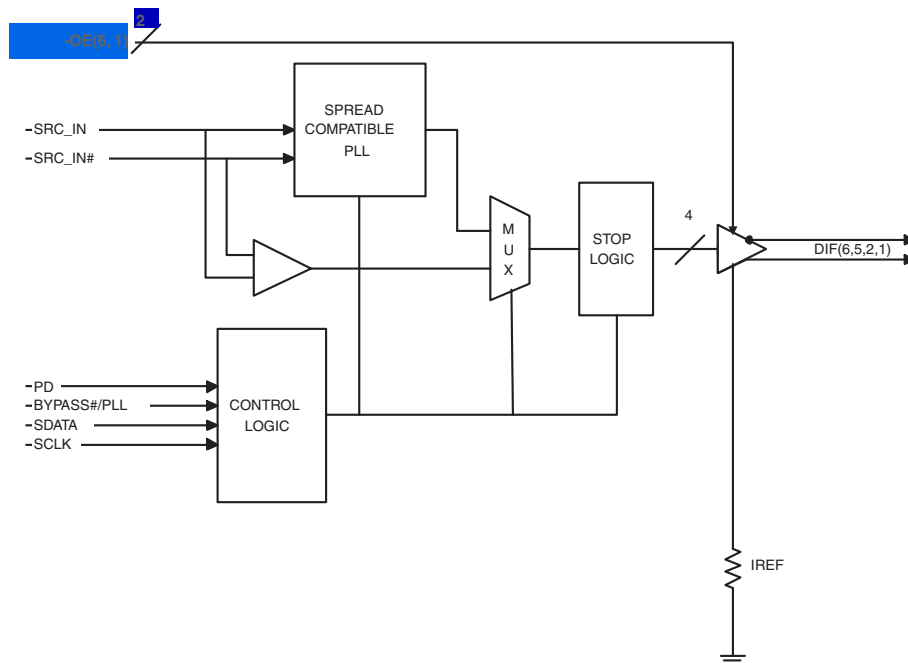 2
-OE(6, 1)
SPREAD
COMPATIBLE
PLL
-SRC_IN
-SRC_IN#
M
U
X
STOP
LOGIC
4
DIF(6,5,2,1)
-PD
-BYPASS#/PLL
-SDATA
-SCLK
CONTROL
LOGIC
IREF